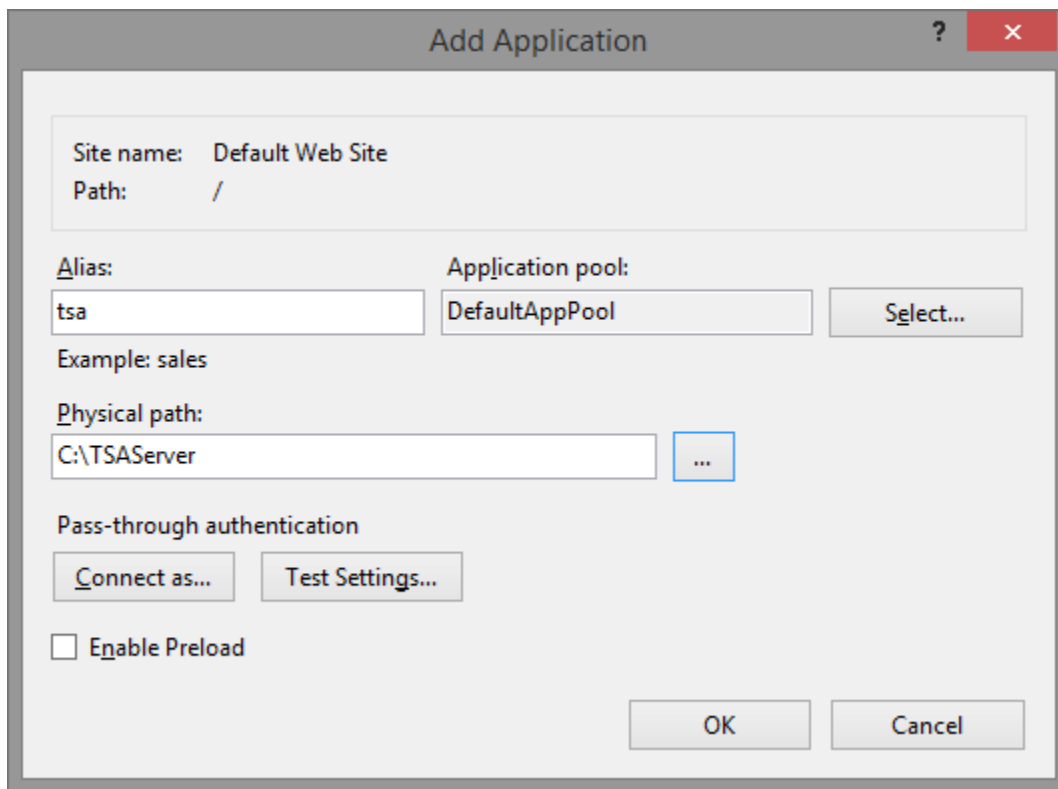 Add Application
?
Site name: Default Web Site
Path: /
Alias: Application pool:
tsa DefaultAppPool Select...
Example: sales
Physical path:
C:\TSAServer ...
Pass-through authentication
Connect as... Test Settings...
Enable Preload
OK Cancel